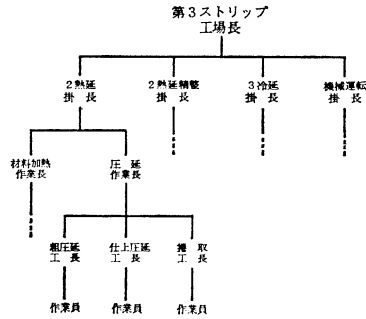 第3ストリップ
工場長
2熱延
掛長
2熱延精整
掛長
3冷延
掛長
機械運転
掛長
材料加熱
作業長
圧延
作業長
粗圧延
工長
仕上圧延
工長
捲取
工長
作業員
作業員
作業員